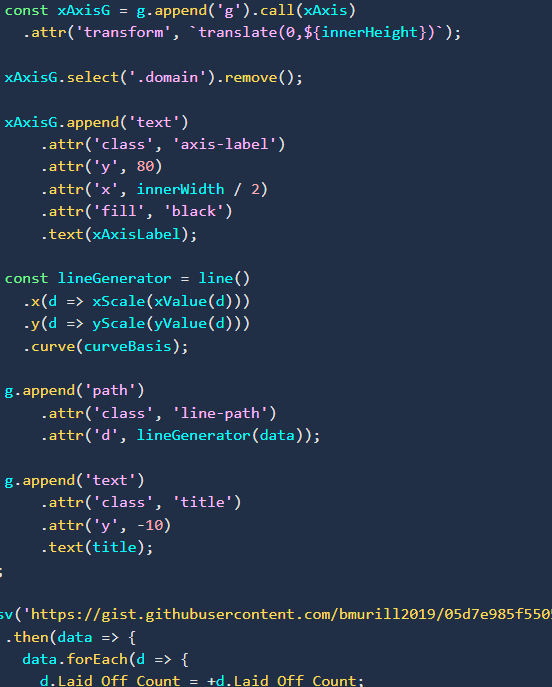 const xAxisG = g.append('g').call(xAxis)
  .attr('transform', `translate(0,${innerHeight})`);
xAxisG.select('.domain').remove();
xAxisG.append('text')
    .attr('class', 'axis-label')
    .attr('y', 80)
    .attr('x', innerWidth / 2)
    .attr('fill', 'black')
    .text(xAxisLabel);
const lineGenerator = line()
  .x(d => xScale(xValue(d)))
  .y(d => yScale(yValue(d)))
  .curve(curveBasis);
g.append('path')
    .attr('class', 'line-path')
    .attr('d', lineGenerator(data));
g.append('text')
    .attr('class', 'title')
    .attr('y', -10)
    .text(title);
;
sv('https://gist.githubusercontent.com/bmurill2019/05d7e985f550
.then(data => {
  data.forEach(d => {
    d.Laid_Off_Count = +d.Laid_Off_Count;